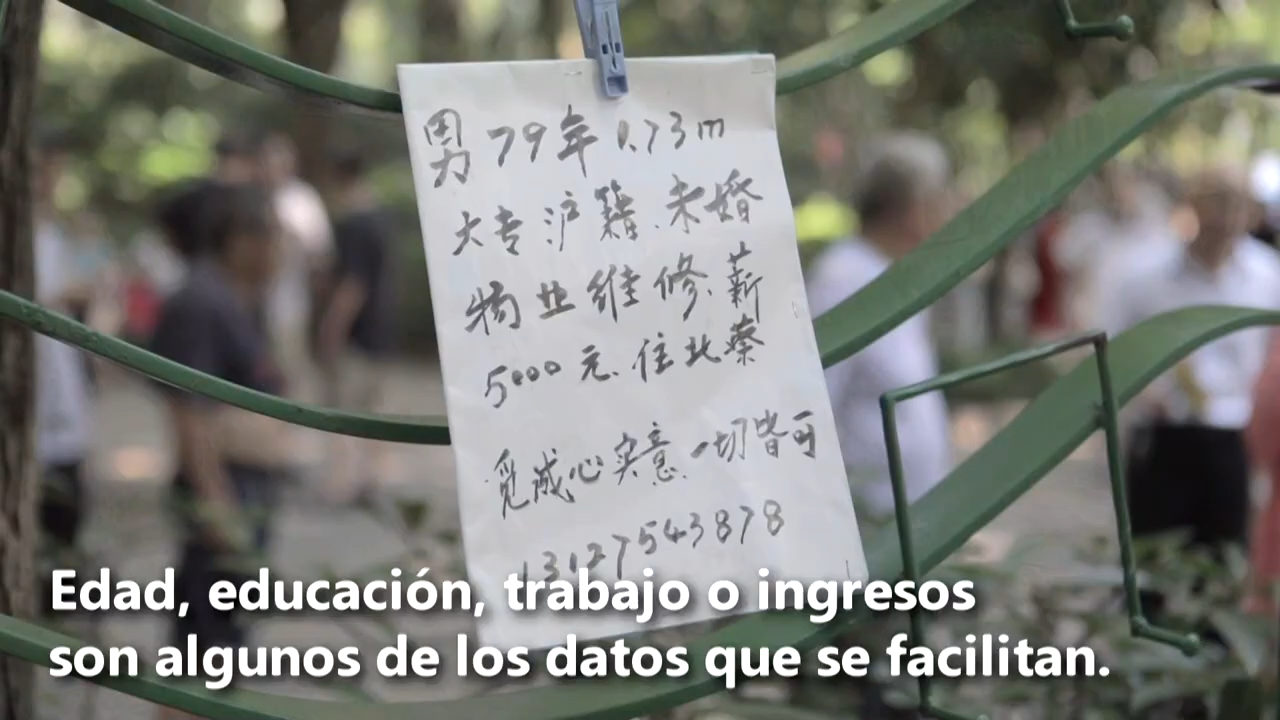 男 79年 1.73m
大专 沪籍.未婚
物业维修.薪
5000元.住北蔡
觅诚心实意.一切皆可
13127543878
Edad, educación, trabajo o ingresos
son algunos de los datos que se facilitan.